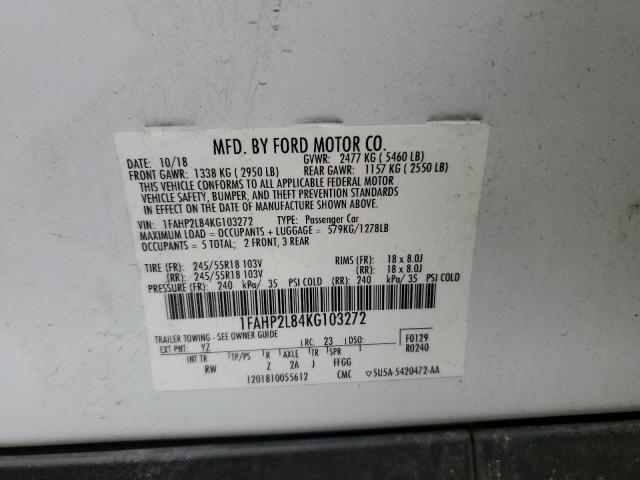 MFD. BY FORD MOTOR CO.
DATE: 10/18 GVWR: 2477 KG ( 5460 LB)
FRONT GAWR: 1338 KG ( 2950 LB) REAR GAWR: 1157 KG ( 2550 LB)
THIS VEHICLE CONFORMS TO ALL APPLICABLE FEDERAL MOTOR
VEHICLE SAFETY, BUMPER, AND THEFT PREVENTION STANDARDS
IN EFFECT ON THE DATE OF MANUFACTURE SHOWN ABOVE.
VIN: 1FAHP2L84KG103272 TYPE: Passenger Car
MAXIMUM LOAD = OCCUPANTS + LUGGAGE = 579KG/1278LB
OCCUPANTS = 5 TOTAL; 2 FRONT, 3 REAR
TIRE (FR): 245/55R18 103V RIMS (FR): 18 x 8.0J
(RR): 245/55R18 103V (RR): 18 x 8.0J
PRESSURE (FR): 240 kPa/ 35 PSI COLD (RR): 240 kPa/ 35 PSI COLD
1FAHP2L84KG103272
TRAILER TOWING - SEE OWNER GUIDE
EXT PNT: YZ RC: 23 DSO: F0129
INT TR TP/PS R AXLE TR SPR R0240
RW Z 2A J FFGG
1201810055612 CMC ▽5U5A-5420472-AA